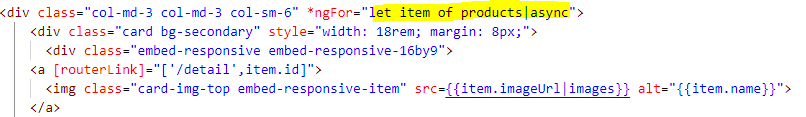 <div class="col-md-3 col-md-3 col-sm-6" *ngFor="let item of products|async">
<div class="card bg-secondary" style="width: 18rem; margin: 8px;">
<div class="embed-responsive embed-responsive-16by9">
<a [routerLink]="['/detail',item.id]">
<img class="card-img-top embed-responsive-item" src={{item.imageUrl|images}} alt="{{item.name}}">
</a>